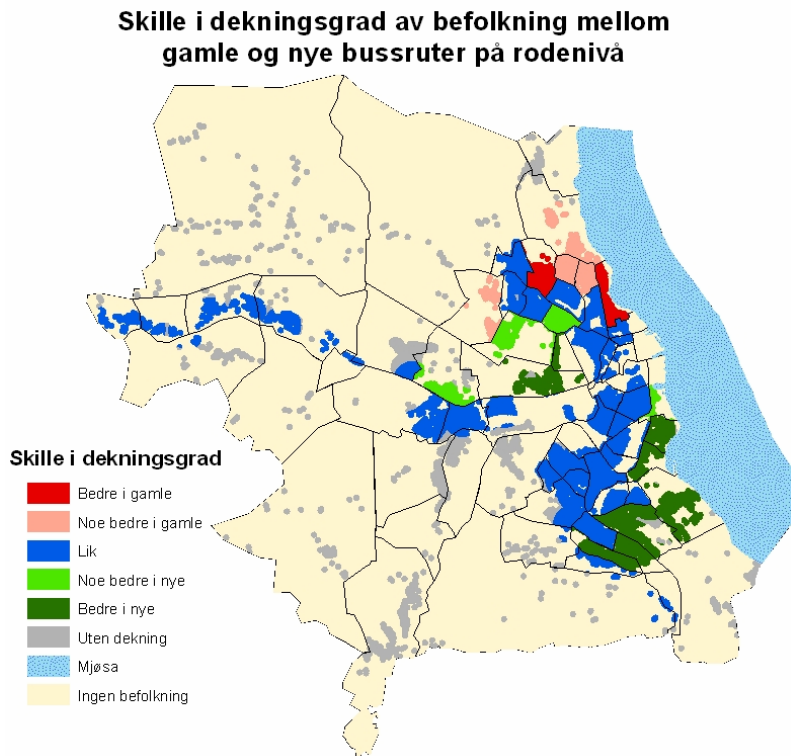 Skille i dekningsgrad av befolkning mellom
gamle og nye bussruter på rodenivå
Skille i dekningsgrad
Bedre i gamle
Noe bedre i gamle
Lik
Noe bedre i nye
Bedre i nye
Uten dekning
Mjøsa
Ingen befolkning